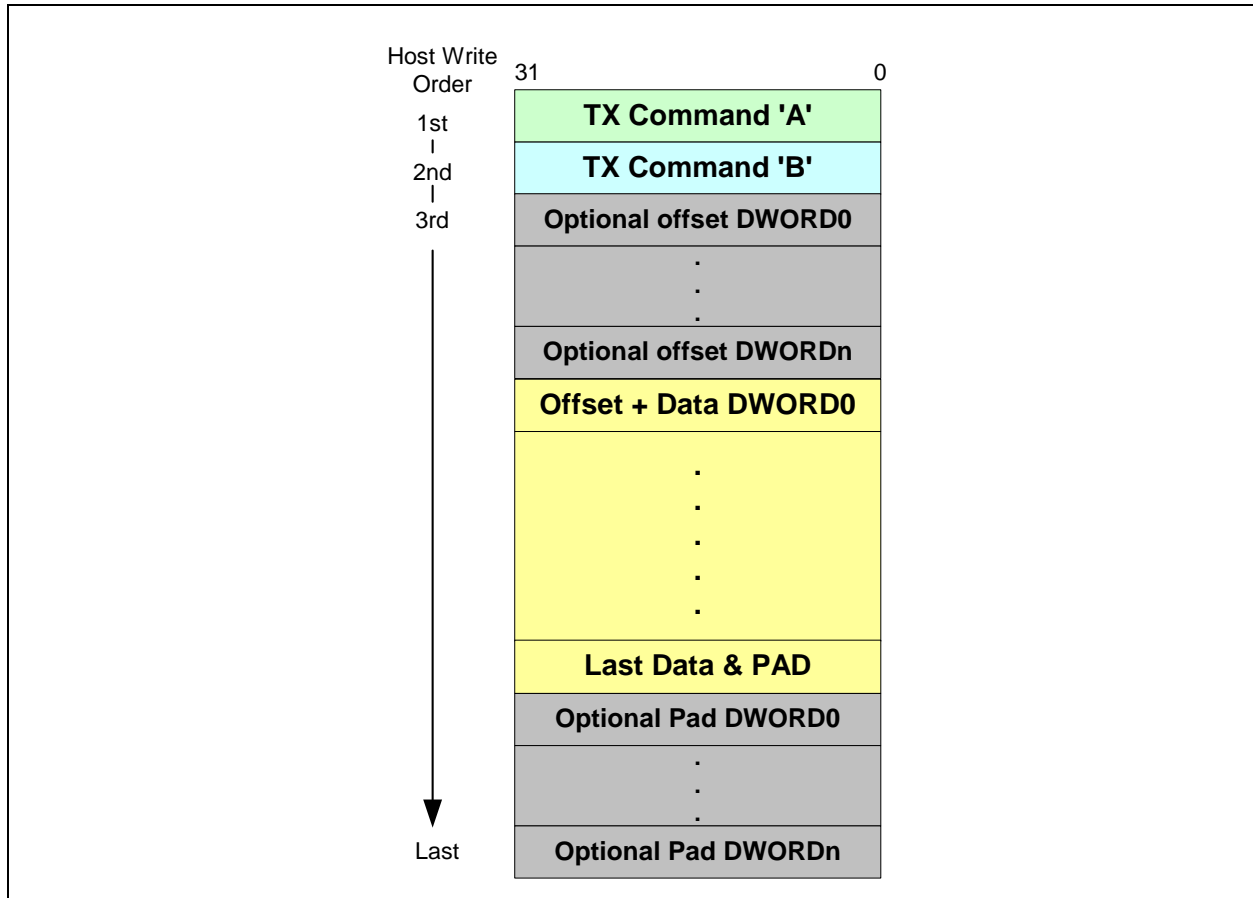 Host Write
Order
31
0
1st
TX Command 'A'
2nd
TX Command 'B'
3rd
Optional offset DWORD0
.
.
.
Optional offset DWORDn
Offset + Data DWORD0
.
.
.
.
.
Last Data & PAD
Optional Pad DWORD0
.
.
.
Last
Optional Pad DWORDn